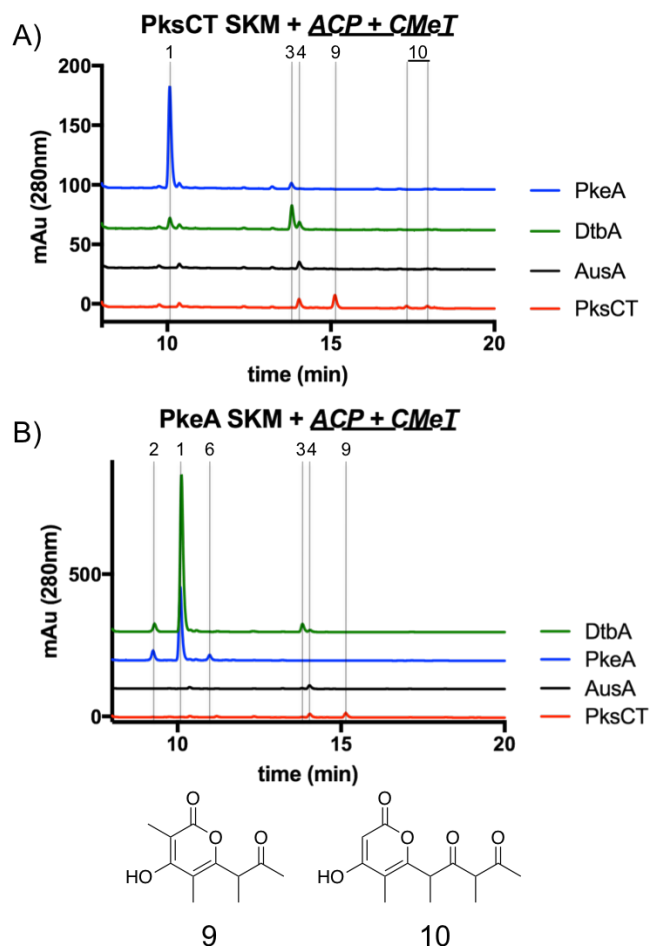 A)
PksCT SKM + ACP + CMeT
1 3 4 9 10
200
150
100
50
0
mAu (280nm)
10 15 20
time (min)
PkeA
DtbA
AusA
PksCT
B)
PkeA SKM + ACP + CMeT
2 1 6 3 4 9
500
0
mAu (280nm)
10 15 20
time (min)
DtbA
PkeA
AusA
PksCT
O
O
O
HO
O
O
O
O
HO
9 10